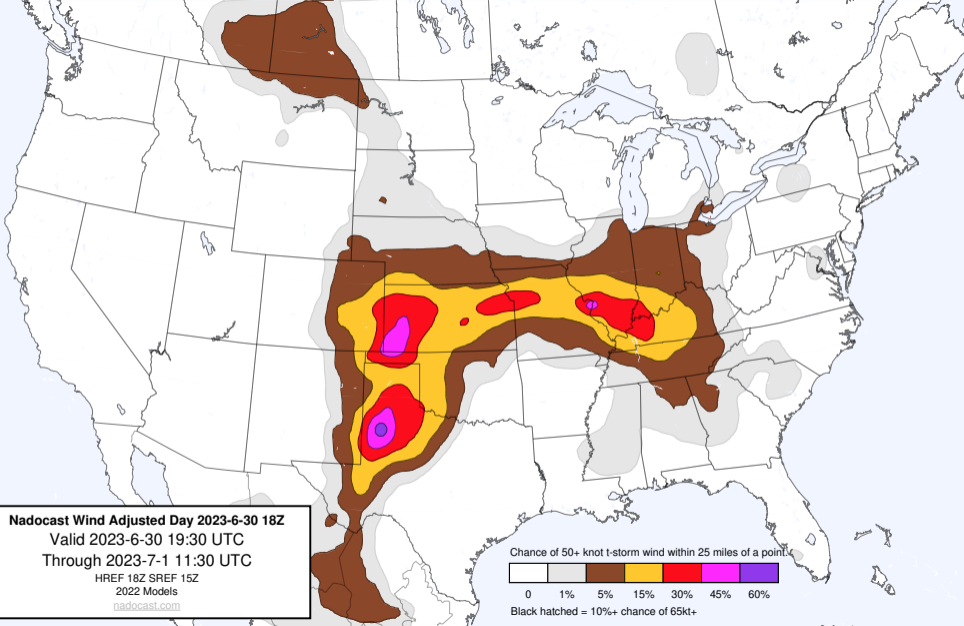 Nadocast Wind Adjusted Day 2023-6-30 18Z
Valid 2023-6-30 19:30 UTC
Through 2023-7-1 11:30 UTC
HREF 18Z SREF 15Z
2022 Models
nadocast.com
Chance of 50+ knot t-storm wind within 25 miles of a point.
0 1% 5% 15% 30% 45% 60%
Black hatched = 10%+ chance of 65kt+